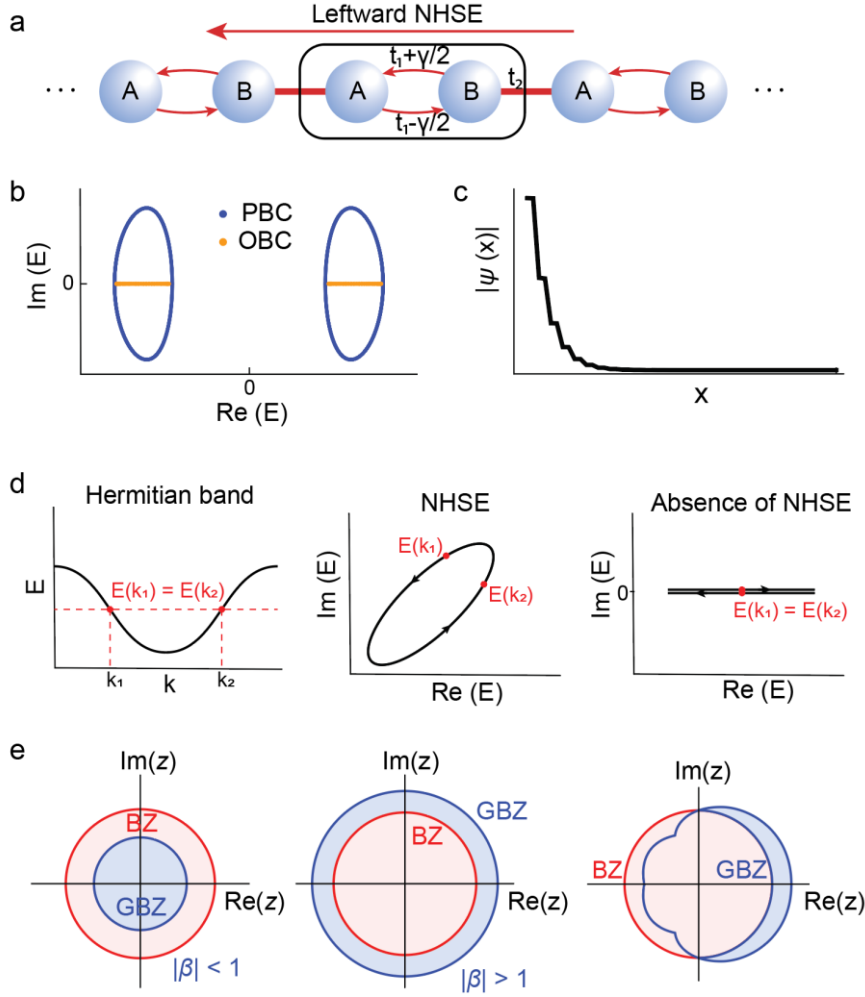 a
Leftward NHSE
t₁+γ/2
t₂
··· A B A B A B ···
t₁-γ/2
b
PBC
OBC
Im (E)
0
0
Re (E)
c
|ψ (x)|
x
d
Hermitian band
E
E(k₁) = E(k₂)
k₁ k k₂
NHSE
Im (E)
E(k₁)
E(k₂)
Re (E)
Absence of NHSE
Im (E)
0
E(k₁) = E(k₂)
Re (E)
e
Im(z)
BZ
GBZ
Re(z)
|β| < 1
Im(z)
GBZ
BZ
Re(z)
|β| > 1
Im(z)
BZ
GBZ
Re(z)